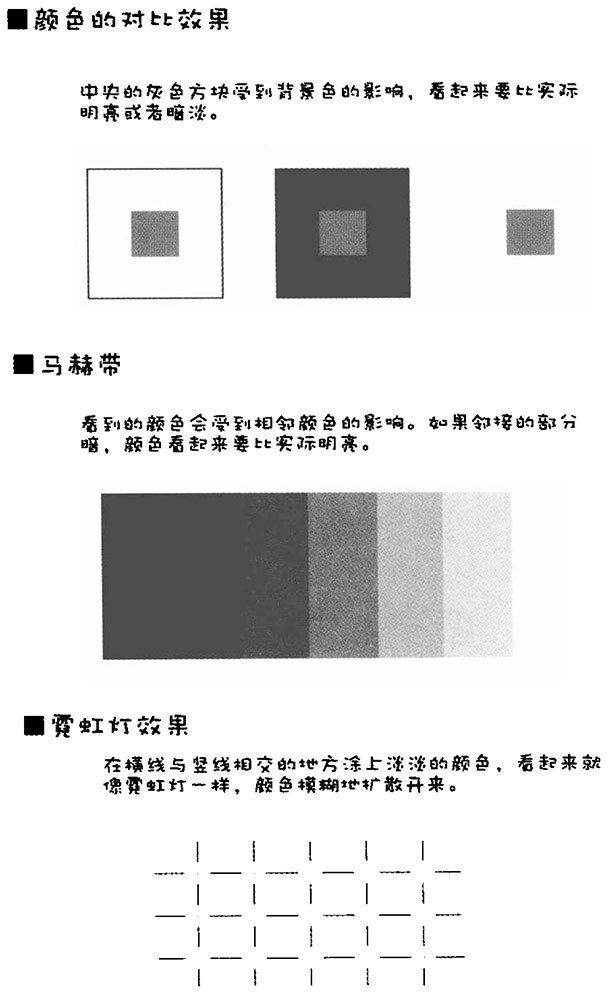 ■颜色的对比效果
中央的灰色方块受到背景色的影响，看起来要比实际
明亮或者暗淡。
■马赫带
看到的颜色会受到相邻颜色的影响。如果邻接的部分
暗，颜色看起来要比实际明亮。
■霓虹灯效果
在横线与竖线相交的地方涂上淡淡的颜色，看起来就
像霓虹灯一样，颜色模糊地扩散开来。